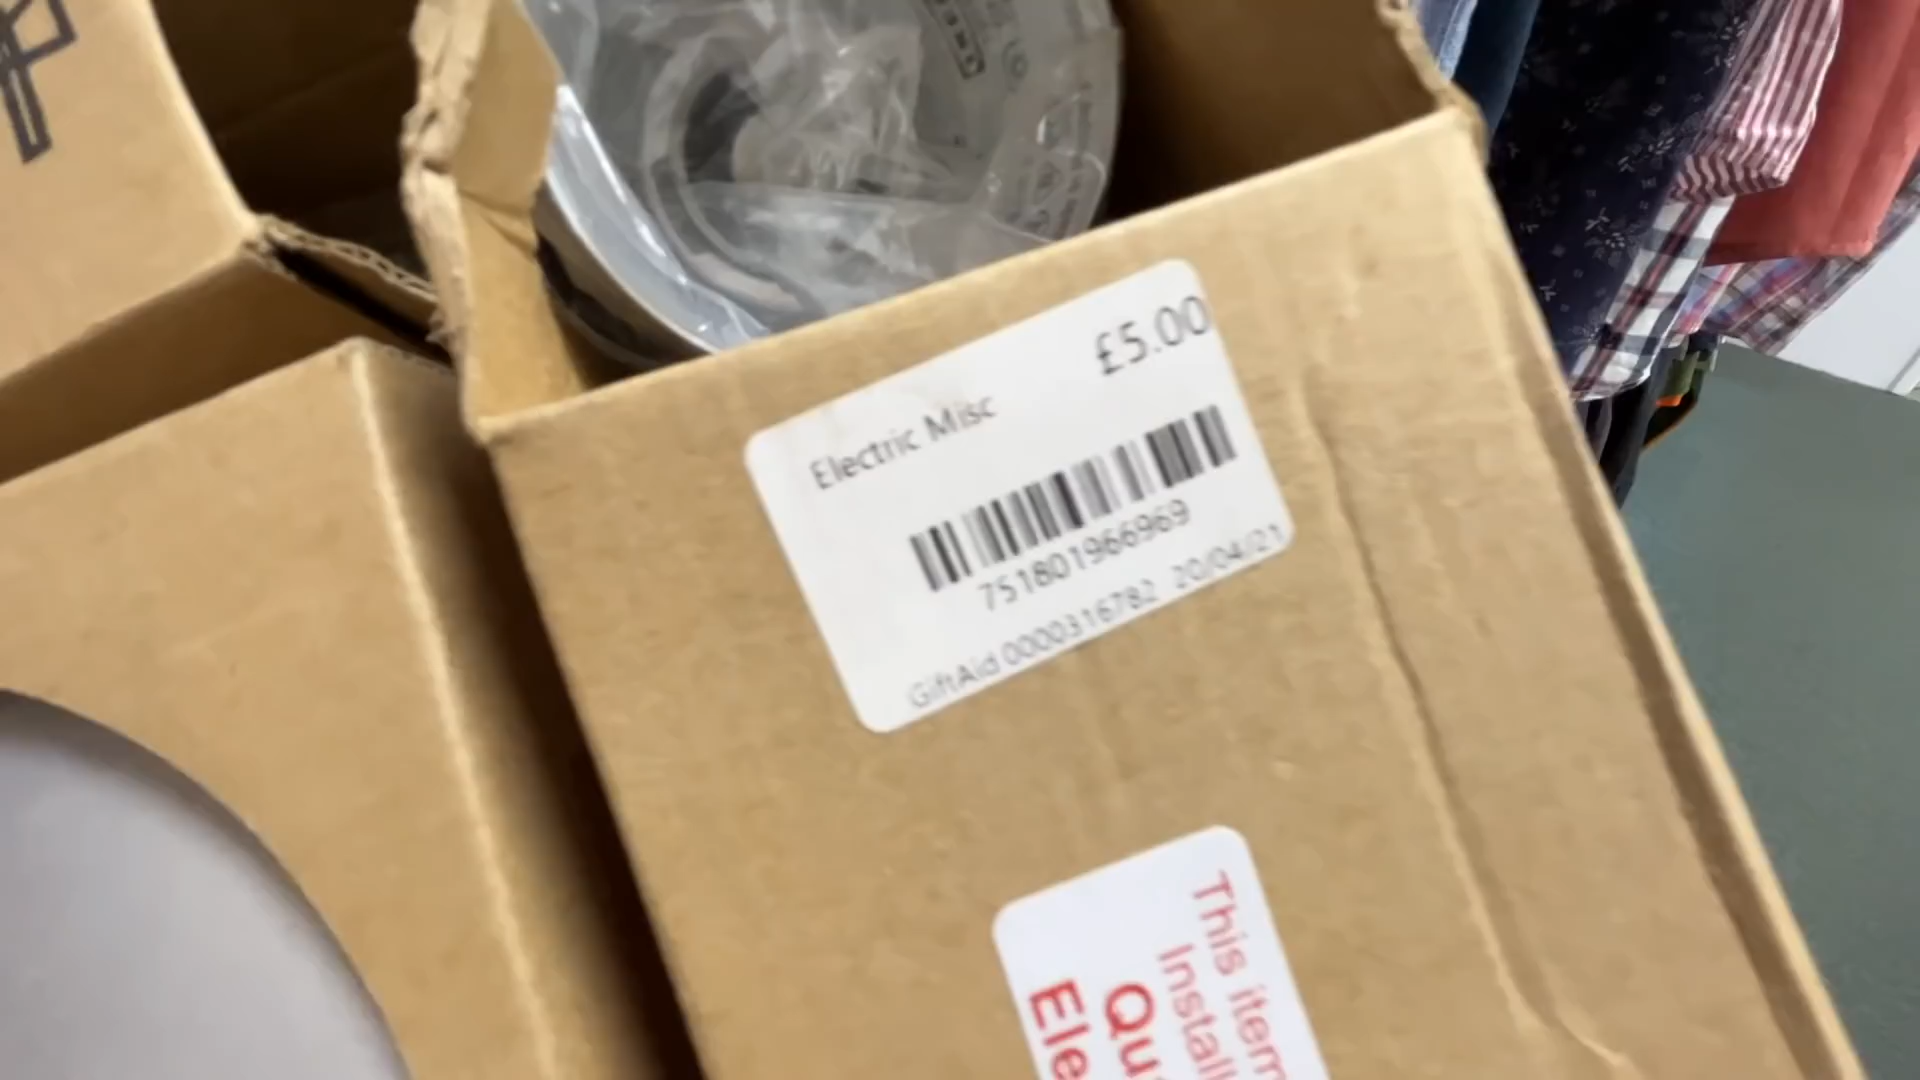 £5.00
Electric Misc
751801966969
GiftAid 0000316782 20/04/21
This item
Install
Qu
Ele